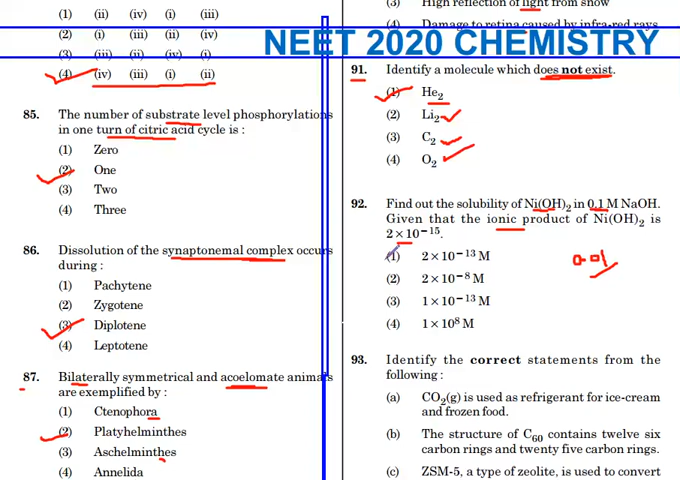 (1) (ii) (iv) (i) (iii)
(2) (i) (iii) (ii) (iv)
(3) (iii) (ii) (iv) (i)
(4) (iv) (iii) (i) (ii)
85. The number of substrate level phosphorylations
in one turn of citric acid cycle is :
(1) Zero
(2) One
(3) Two
(4) Three
86. Dissolution of the synaptonemal complex occurs
during :
(1) Pachytene
(2) Zygotene
(3) Diplotene
(4) Leptotene
87. Bilaterally symmetrical and acoelomate animals
are exemplified by :
(1) Ctenophora
(2) Platyhelminthes
(3) Aschelminthes
(4) Annelida
(3) High reflection of light from snow
(4) Damage to retina caused by infra-red rays
NEET 2020 CHEMISTRY
91. Identify a molecule which does not exist.
(1) He₂
(2) Li₂
(3) C₂
(4) O₂
92. Find out the solubility of Ni(OH)₂ in 0.1 M NaOH.
Given that the ionic product of Ni(OH)₂ is
2 × 10⁻¹⁵.
(1) 2 × 10⁻¹³ M
(2) 2 × 10⁻⁸ M
(3) 1 × 10⁻¹³ M
(4) 1 × 10⁸ M
0.01
93. Identify the correct statements from the
following :
(a) CO₂(g) is used as refrigerant for ice-cream
and frozen food.
(b) The structure of C₆₀ contains twelve six
carbon rings and twenty five carbon rings.
(c) ZSM-5, a type of zeolite, is used to convert